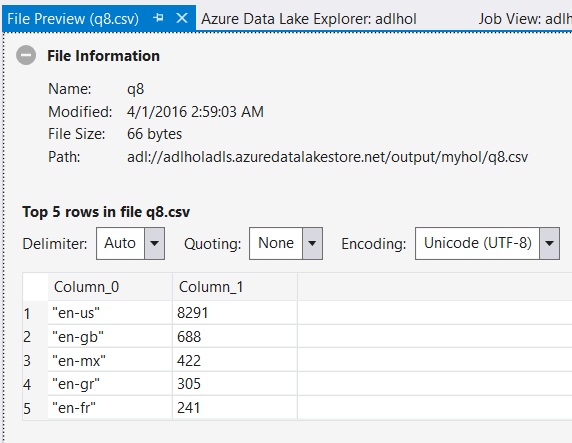 File Preview (q8.csv) Azure Data Lake Explorer: adlhol Job View: adlh
File Information
Name: q8
Modified: 4/1/2016 2:59:03 AM
File Size: 66 bytes
Path: adl://adlholadls.azuredatalakestore.net/output/myhol/q8.csv
Top 5 rows in file q8.csv
Delimiter: Auto Quoting: None Encoding: Unicode (UTF-8)
Column_0 Column_1
1 "en-us" 8291
2 "en-gb" 688
3 "en-mx" 422
4 "en-gr" 305
5 "en-fr" 241